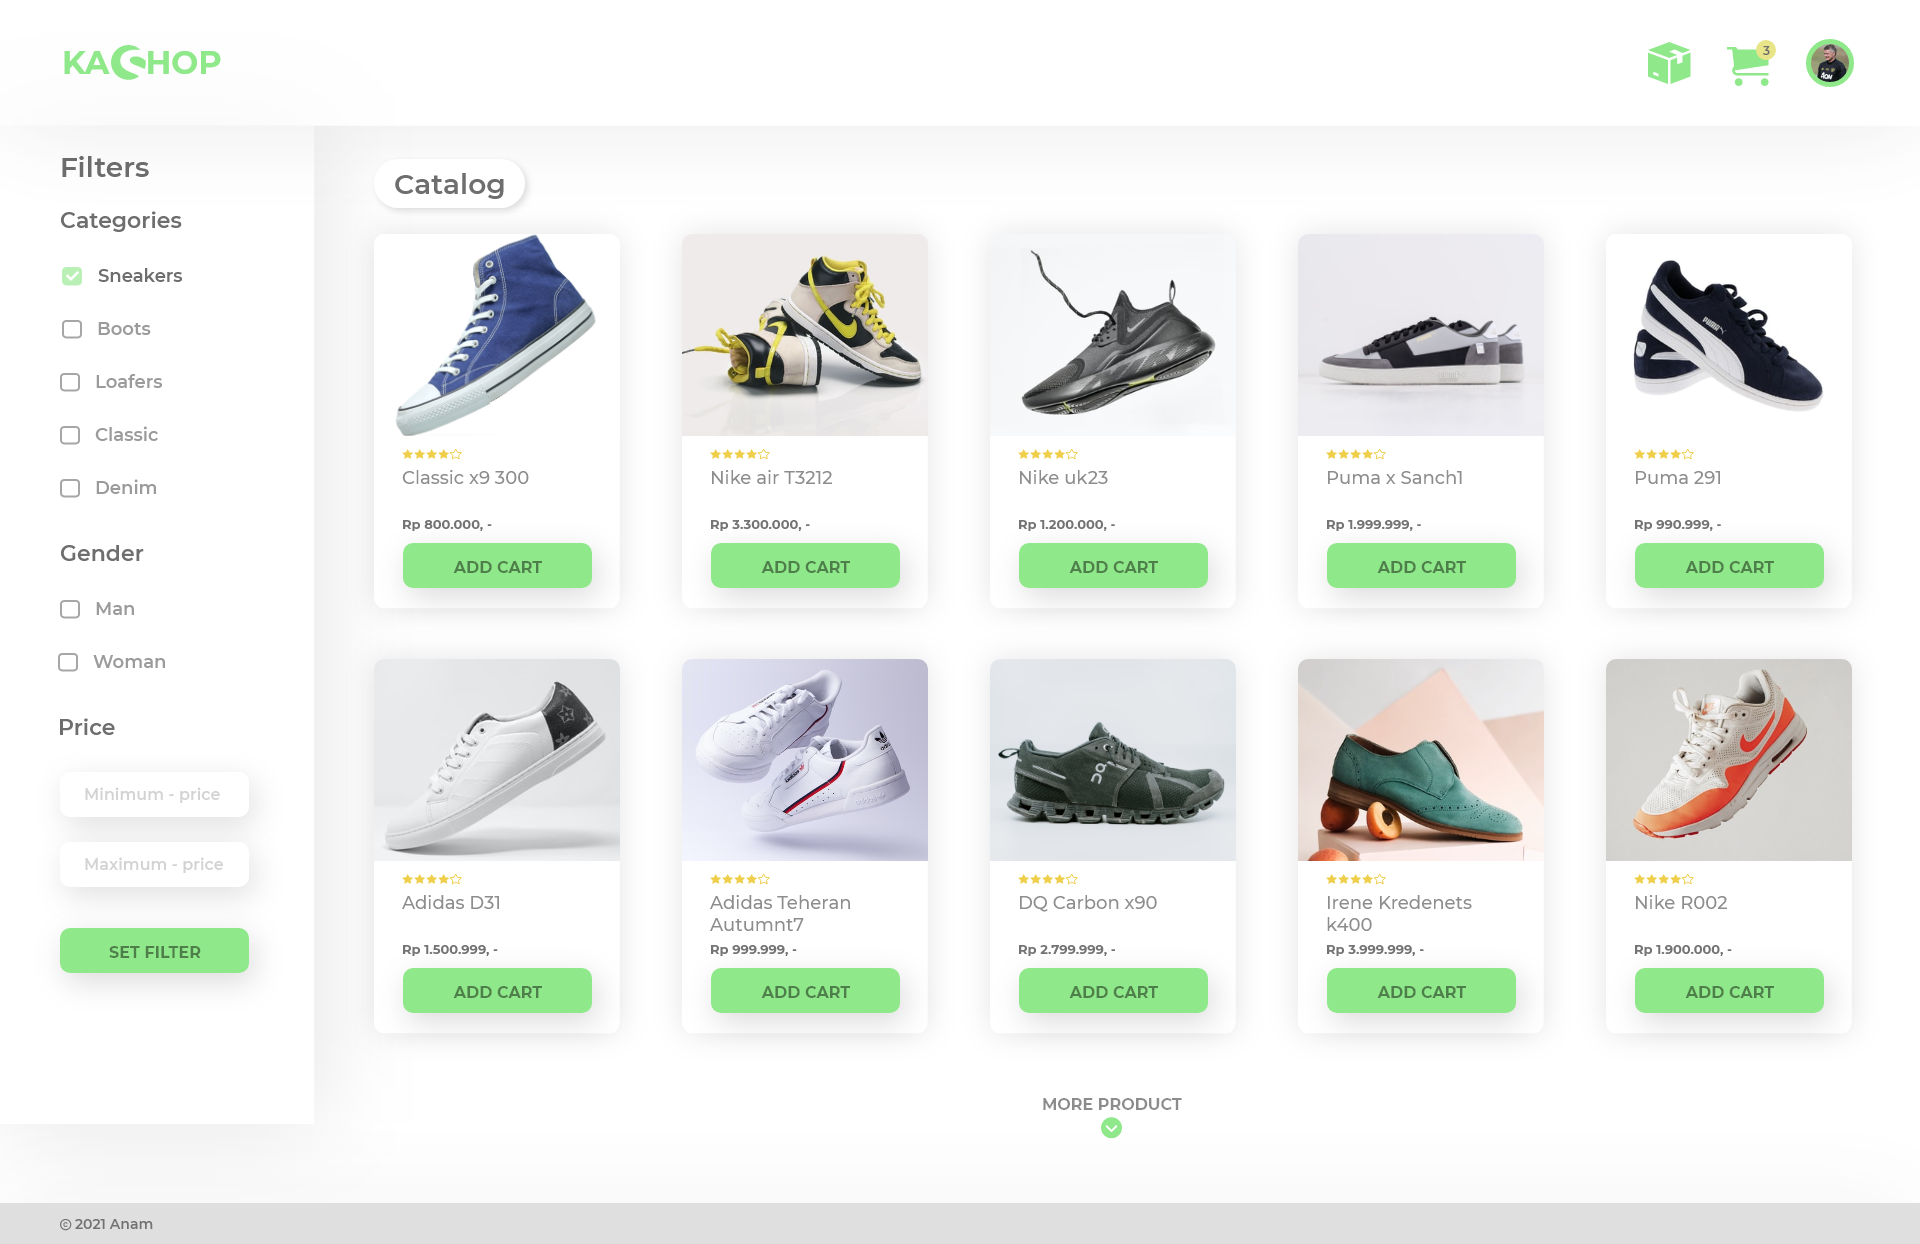 KASHOP
3
Filters
Categories
Sneakers
Boots
Loafers
Classic
Denim
Gender
Man
Woman
Price
Minimum - price
Maximum - price
SET FILTER
Catalog
Classic x9 300
Rp 800.000, -
ADD CART
Nike air T3212
Rp 3.300.000, -
ADD CART
Nike uk23
Rp 1.200.000, -
ADD CART
Puma x Sanch1
Rp 1.999.999, -
ADD CART
PUMA
Puma 291
Rp 990.999, -
ADD CART
Adidas D31
Rp 1.500.999, -
ADD CART
adidas
Adidas Teheran
Autumnt7
Rp 999.999, -
ADD CART
DQ Carbon x90
Rp 2.799.999, -
ADD CART
Irene Kredenets
k400
Rp 3.999.999, -
ADD CART
Nike R002
Rp 1.900.000, -
ADD CART
MORE PRODUCT
© 2021 Anam